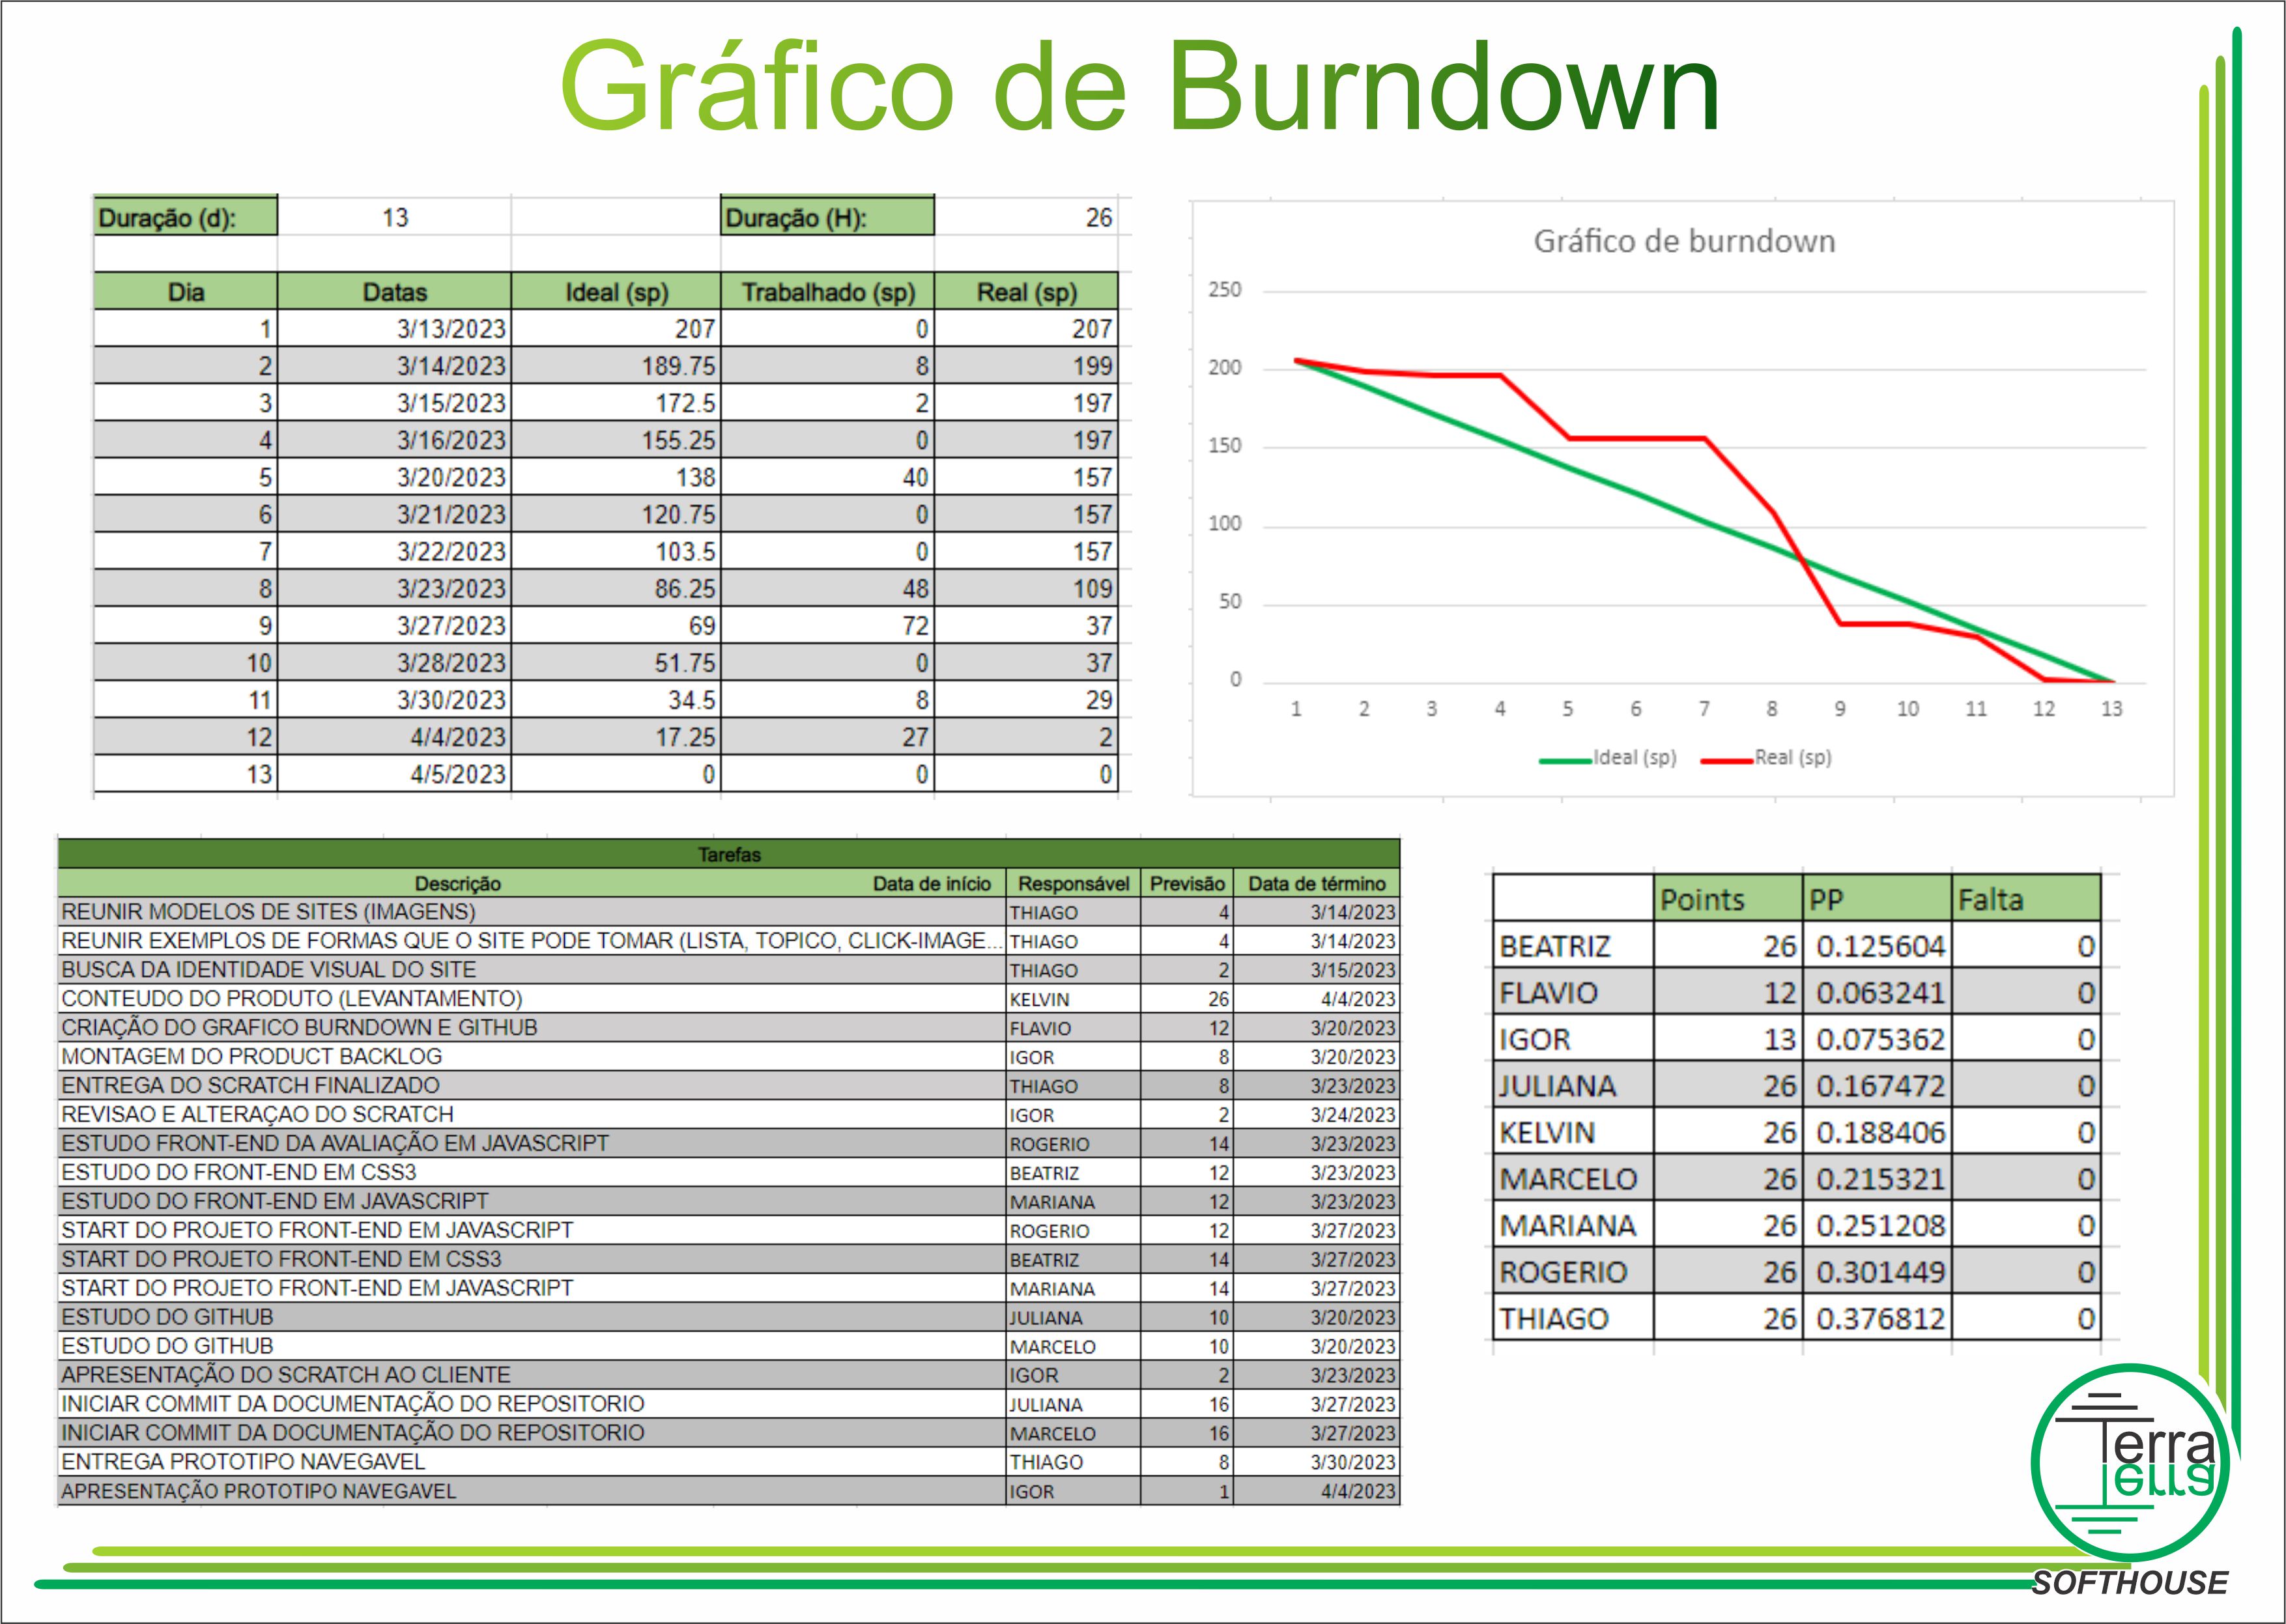 Gráfico de Burndown
Duração (d): 13 Duração (H): 26
Dia Datas Ideal (sp) Trabalhado (sp) Real (sp)
1 3/13/2023 207 0 207
2 3/14/2023 189.75 8 199
3 3/15/2023 172.5 2 197
4 3/16/2023 155.25 0 197
5 3/20/2023 138 40 157
6 3/21/2023 120.75 0 157
7 3/22/2023 103.5 0 157
8 3/23/2023 86.25 48 109
9 3/27/2023 69 72 37
10 3/28/2023 51.75 0 37
11 3/30/2023 34.5 8 29
12 4/4/2023 17.25 27 2
13 4/5/2023 0 0 0
Gráfico de burndown
250
200
150
100
50
0
1 2 3 4 5 6 7 8 9 10 11 12 13
Ideal (sp) Real (sp)
Tarefas
Descrição Data de início Responsável Previsão Data de término
REUNIR MODELOS DE SITES (IMAGENS) THIAGO 4 3/14/2023
REUNIR EXEMPLOS DE FORMAS QUE O SITE PODE TOMAR (LISTA, TOPICO, CLICK-IMAGE... THIAGO 4 3/14/2023
BUSCA DA IDENTIDADE VISUAL DO SITE THIAGO 2 3/15/2023
CONTEUDO DO PRODUTO (LEVANTAMENTO) KELVIN 26 4/4/2023
CRIAÇÃO DO GRAFICO BURNDOWN E GITHUB FLAVIO 12 3/20/2023
MONTAGEM DO PRODUCT BACKLOG IGOR 8 3/20/2023
ENTREGA DO SCRATCH FINALIZADO THIAGO 8 3/23/2023
REVISAO E ALTERAÇAO DO SCRATCH IGOR 2 3/24/2023
ESTUDO FRONT-END DA AVALIAÇÃO EM JAVASCRIPT ROGERIO 14 3/23/2023
ESTUDO DO FRONT-END EM CSS3 BEATRIZ 12 3/23/2023
ESTUDO DO FRONT-END EM JAVASCRIPT MARIANA 12 3/23/2023
START DO PROJETO FRONT-END EM JAVASCRIPT ROGERIO 12 3/27/2023
START DO PROJETO FRONT-END EM CSS3 BEATRIZ 14 3/27/2023
START DO PROJETO FRONT-END EM JAVASCRIPT MARIANA 14 3/27/2023
ESTUDO DO GITHUB JULIANA 10 3/20/2023
ESTUDO DO GITHUB MARCELO 10 3/20/2023
APRESENTAÇÃO DO SCRATCH AO CLIENTE IGOR 2 3/23/2023
INICIAR COMMIT DA DOCUMENTAÇÃO DO REPOSITORIO JULIANA 16 3/27/2023
INICIAR COMMIT DA DOCUMENTAÇÃO DO REPOSITORIO MARCELO 16 3/27/2023
ENTREGA PROTOTIPO NAVEGAVEL THIAGO 8 3/30/2023
APRESENTAÇÃO PROTOTIPO NAVEGAVEL IGOR 1 4/4/2023
Points PP Falta
BEATRIZ 26 0.125604 0
FLAVIO 12 0.063241 0
IGOR 13 0.075362 0
JULIANA 26 0.167472 0
KELVIN 26 0.188406 0
MARCELO 26 0.215321 0
MARIANA 26 0.251208 0
ROGERIO 26 0.301449 0
THIAGO 26 0.376812 0
Terra
Tellus
SOFTHOUSE